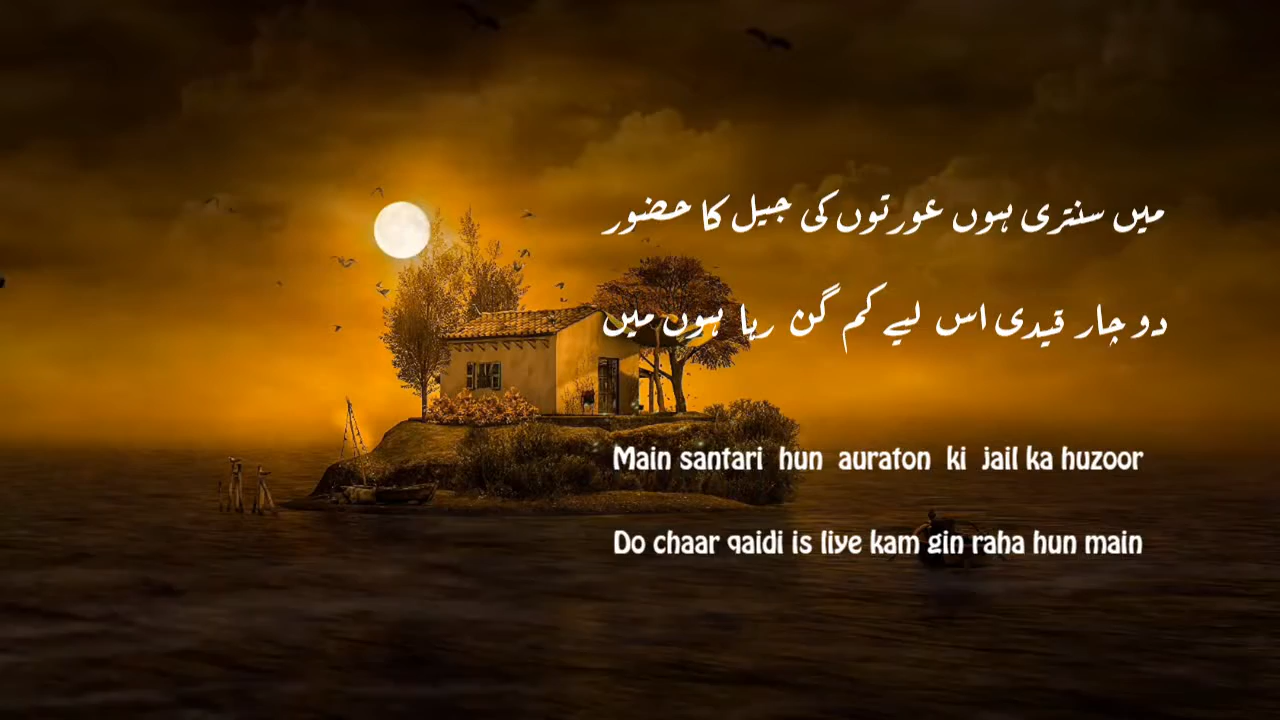 میں سنتری ہوں عورتوں کی جیل کا حضور
دو چار قیدی اس لیے کم گن رہا ہوں میں
Main santari hun auraton ki jail ka huzoor
Do chaar qaidi is liye kam gin raha hun main